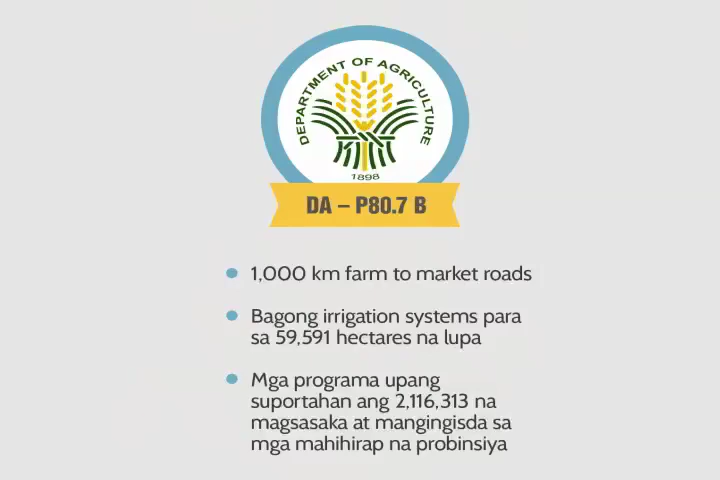 DEPARTMENT OF AGRICULTURE
1898
DA – P80.7 B
1,000 km farm to market roads
Bagong irrigation systems para
sa 59,591 hectares na lupa
Mga programa upang
suportahan ang 2,116,313 na
magsasaka at mangingisda sa
mga mahihirap na probinsiya